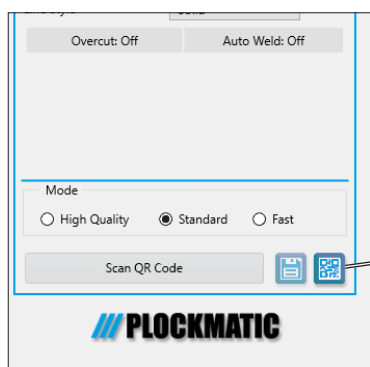 Overcut: Off Auto Weld: Off
Mode
High Quality Standard Fast
Scan QR Code
PLOCKMATIC